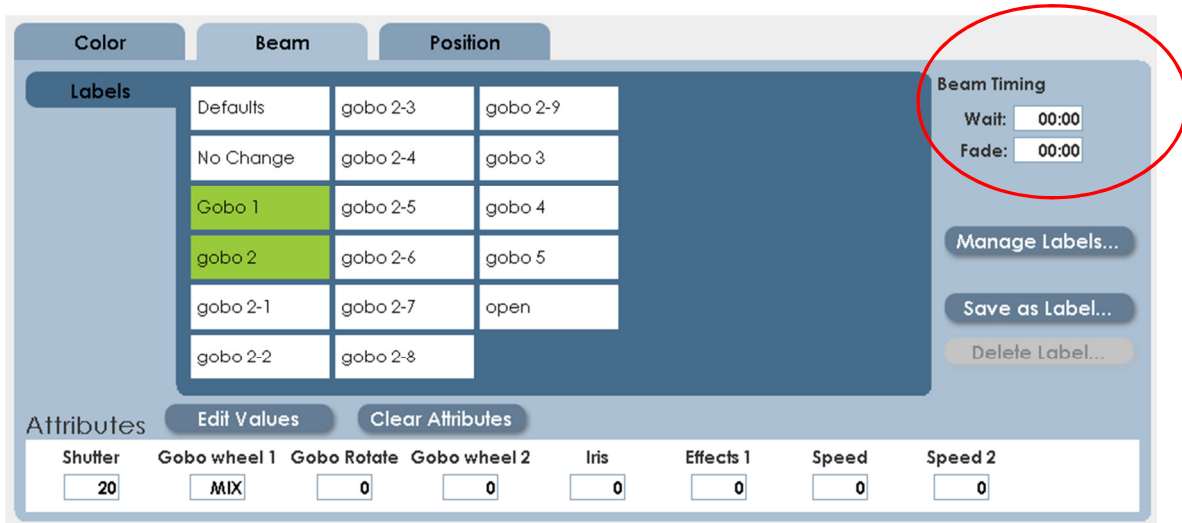 Color Beam Position
Labels
Defaults gobo 2-3 gobo 2-9
No Change gobo 2-4 gobo 3
Gobo 1 gobo 2-5 gobo 4
gobo 2 gobo 2-6 gobo 5
gobo 2-1 gobo 2-7 open
gobo 2-2 gobo 2-8
Beam Timing
Wait: 00:00
Fade: 00:00
Manage Labels...
Save as Label...
Delete Label...
Attributes Edit Values Clear Attributes
Shutter Gobo wheel 1 Gobo Rotate Gobo wheel 2 Iris Effects 1 Speed Speed 2
20 MIX 0 0 0 0 0 0